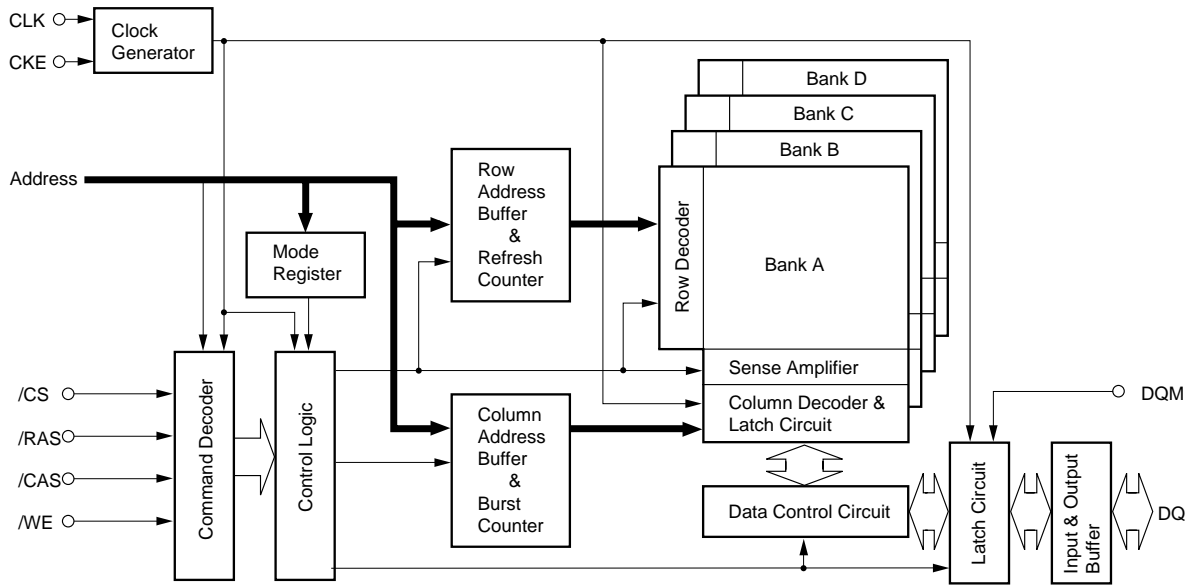 CLK
CKE
Clock
Generator
Bank D
Bank C
Bank B
Address
Row
Address
Buffer
&
Refresh
Counter
Row Decoder
Bank A
Mode
Register
Sense Amplifier
Column Decoder &
Latch Circuit
/CS
/RAS
/CAS
/WE
Command Decoder
Control Logic
Column
Address
Buffer
&
Burst
Counter
Data Control Circuit
DQM
Latch Circuit
Input & Output
Buffer
DQ